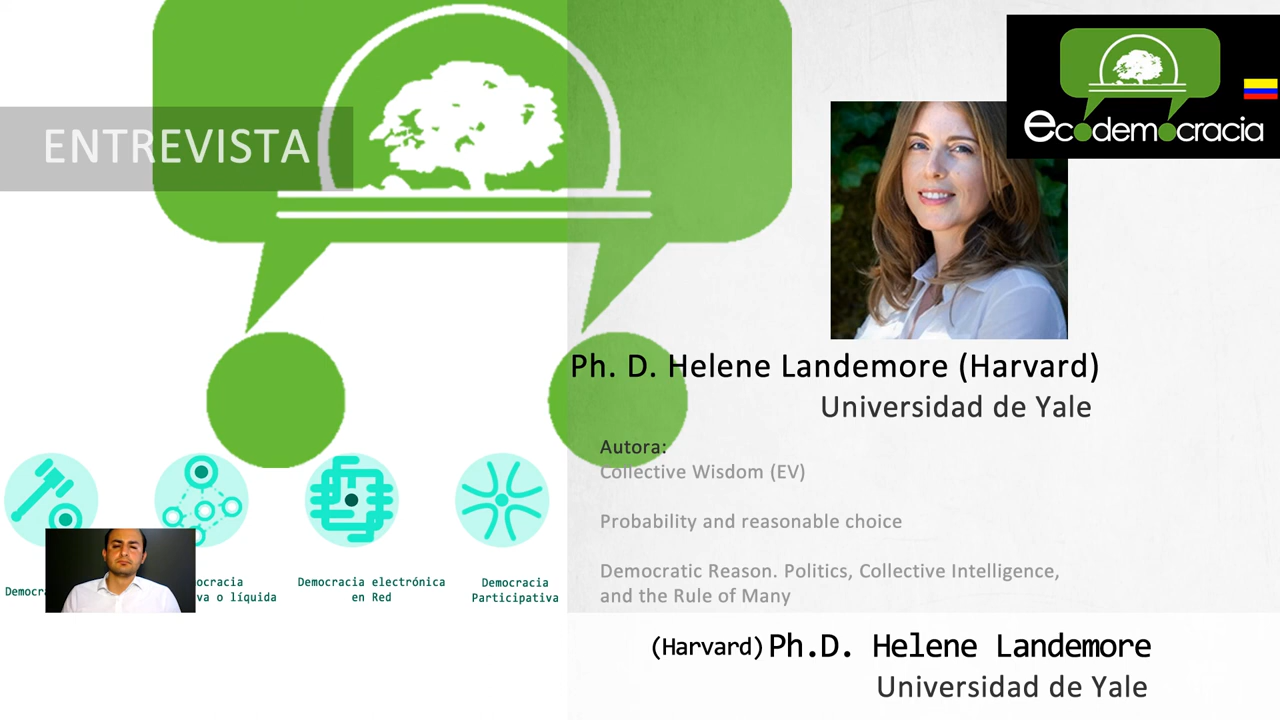 ENTREVISTA
ecodemocracia
Ph. D. Helene Landemore (Harvard)
Universidad de Yale
Autora:
Collective Wisdom (EV)
Probability and reasonable choice
Democratic Reason. Politics, Collective Intelligence,
and the Rule of Many
Democracia electrónica
en Red
Democracia
Participativa
o líquida
(Harvard) Ph.D. Helene Landemore
Universidad de Yale